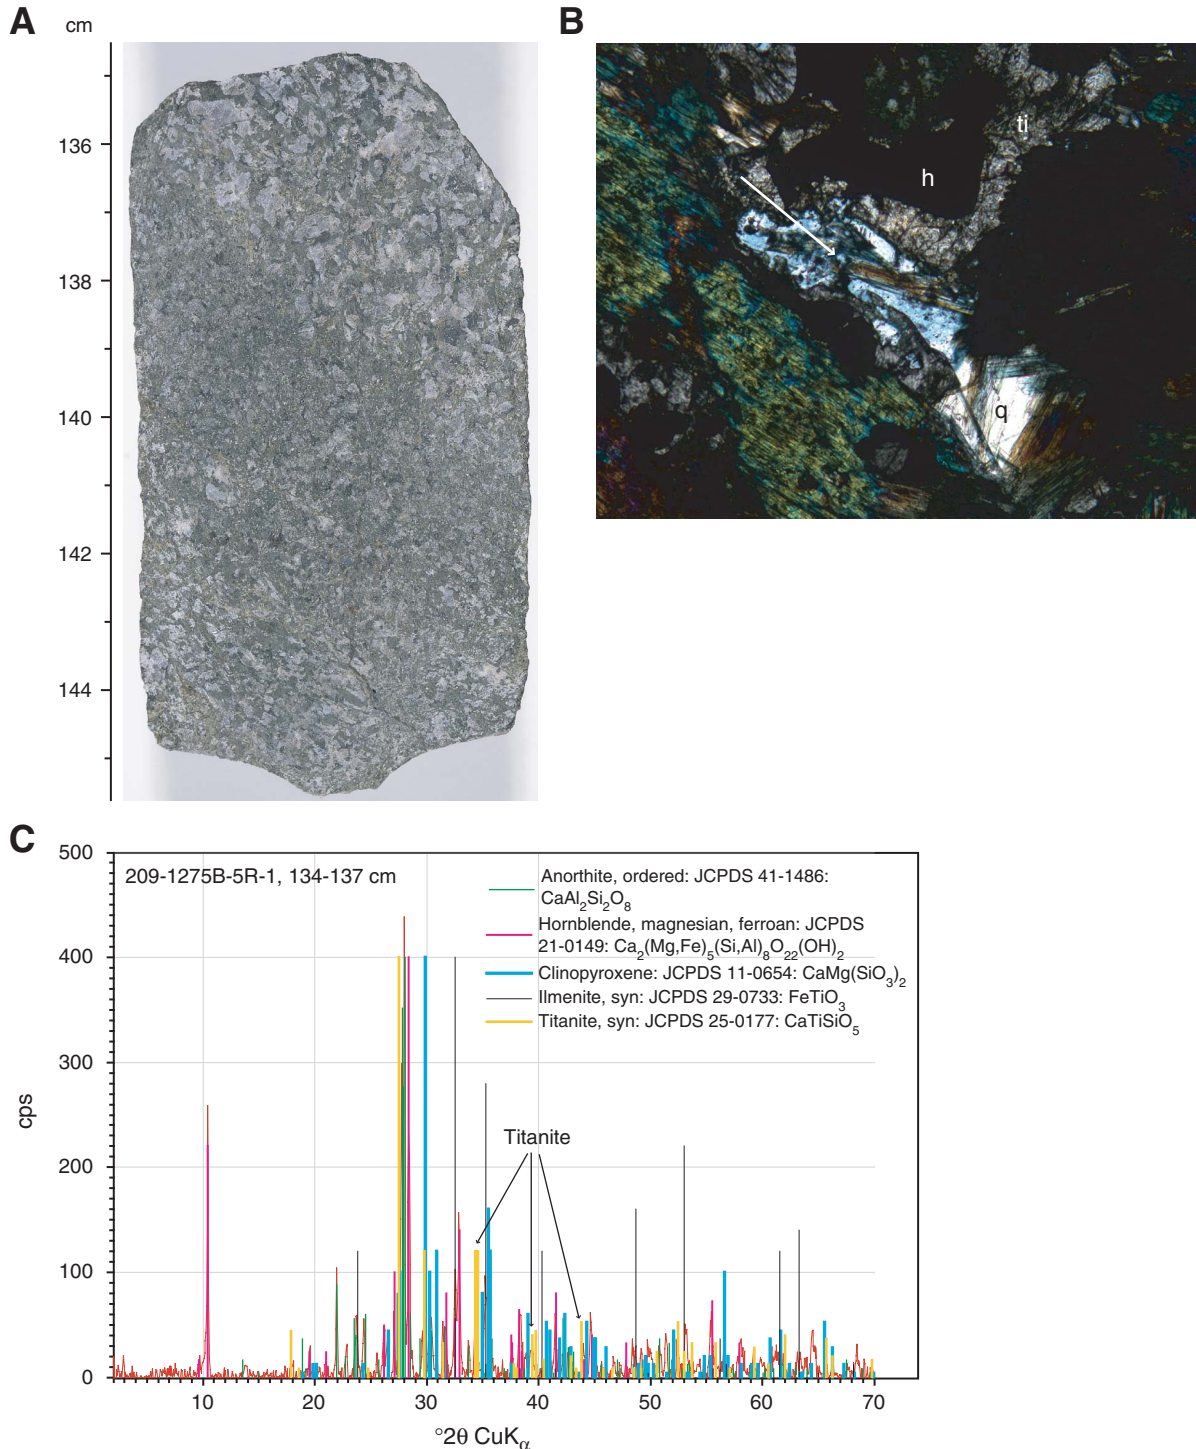 A
cm
136
138
140
142
144
B
ti
h
q
C
500
400
300
200
100
0
cps
209-1275B-5R-1, 134-137 cm
Anorthite, ordered: JCPDS 41-1486:
CaAl2Si2O8
Hornblende, magnesian, ferroan: JCPDS
21-0149: Ca2(Mg,Fe)5(Si,Al)8O22(OH)2
Clinopyroxene: JCPDS 11-0654: CaMg(SiO3)2
Ilmenite, syn: JCPDS 29-0733: FeTiO3
Titanite, syn: JCPDS 25-0177: CaTiSiO5
Titanite
10
20
30
40
50
60
70
°2θ CuKα